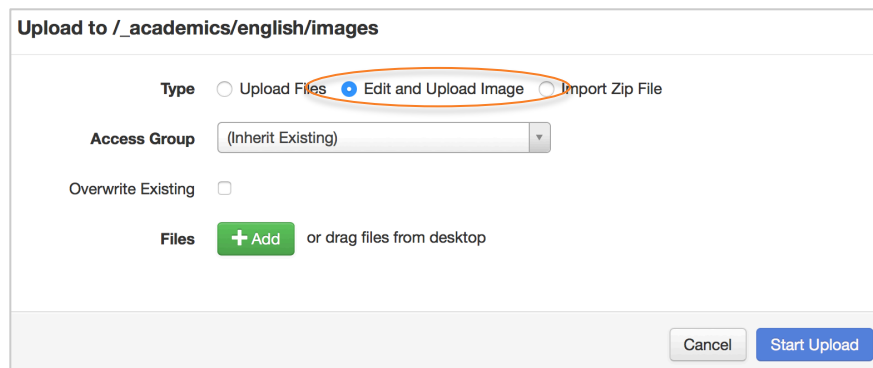 Upload to /_academics/english/images
Type Upload Files Edit and Upload Image Import Zip File
Access Group (Inherit Existing)
Overwrite Existing
Files + Add or drag files from desktop
Cancel Start Upload